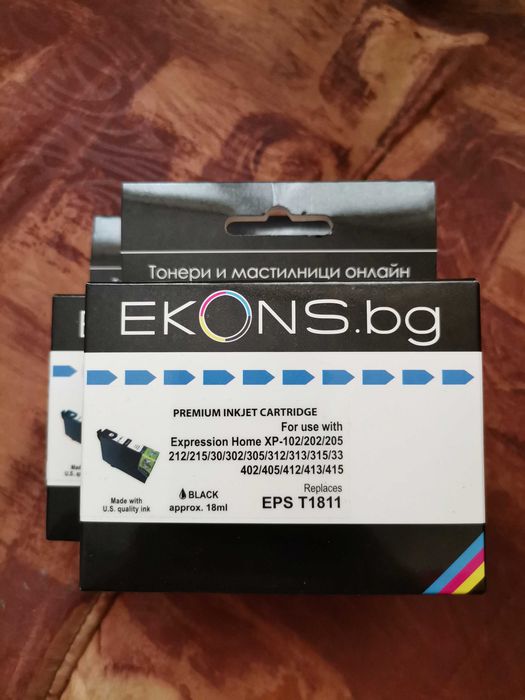 Тонери и мастилници онлайн
EKONS.bg
PREMIUM INKJET CARTRIDGE
For use with
Expression Home XP-102/202/205
212/215/30/302/305/312/313/315/33
402/405/412/413/415
Replaces
BLACK
EPS T1811
approx. 18ml
Made with
U.S. quality ink
Made
U.S. qu